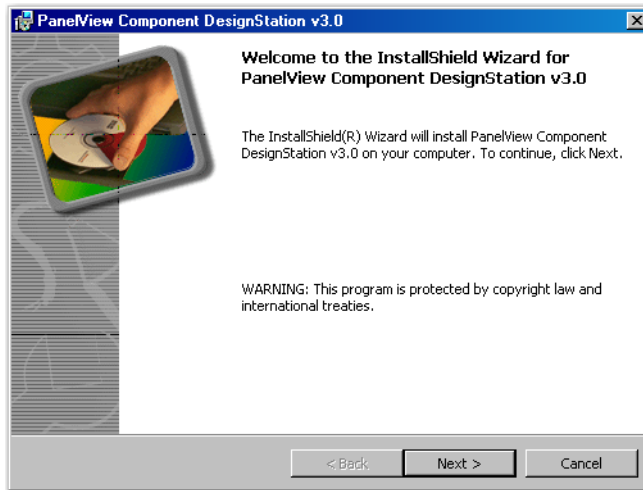 PanelView Component DesignStation v3.0
Welcome to the InstallShield Wizard for
PanelView Component DesignStation v3.0
The InstallShield(R) Wizard will install PanelView Component
DesignStation v3.0 on your computer. To continue, click Next.
WARNING: This program is protected by copyright law and
international treaties.
< Back
Next >
Cancel